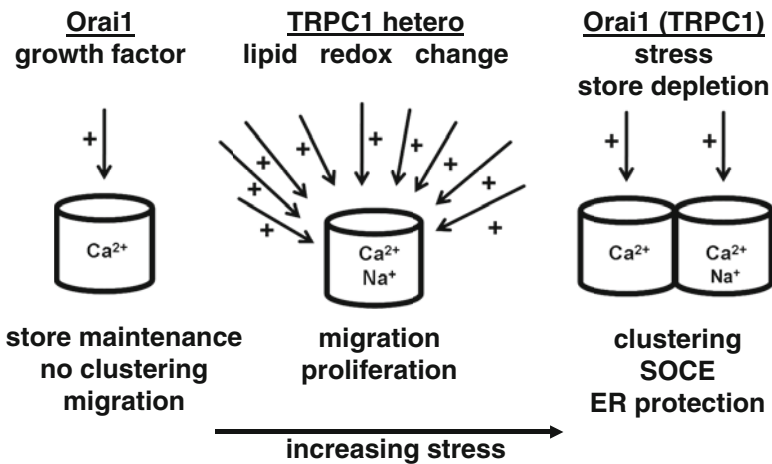 Orai1
growth factor
+
Ca²⁺
store maintenance
no clustering
migration
TRPC1 hetero
lipid redox change
+ + + + + + + + +
Ca²⁺
Na⁺
migration
proliferation
Orai1 (TRPC1)
stress
store depletion
+ +
Ca²⁺
Ca²⁺
Na⁺
clustering
SOCE
ER protection
increasing stress